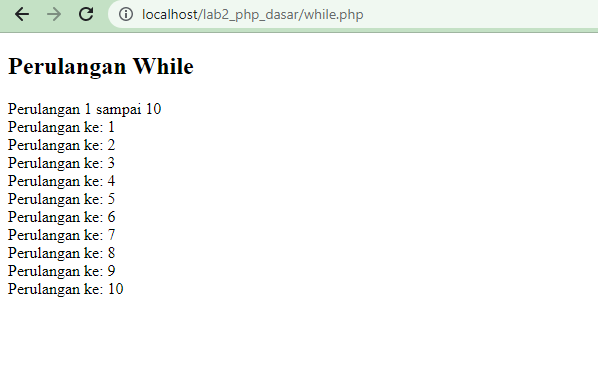 localhost/lab2_php_dasar/while.php
Perulangan While
Perulangan 1 sampai 10
Perulangan ke: 1
Perulangan ke: 2
Perulangan ke: 3
Perulangan ke: 4
Perulangan ke: 5
Perulangan ke: 6
Perulangan ke: 7
Perulangan ke: 8
Perulangan ke: 9
Perulangan ke: 10